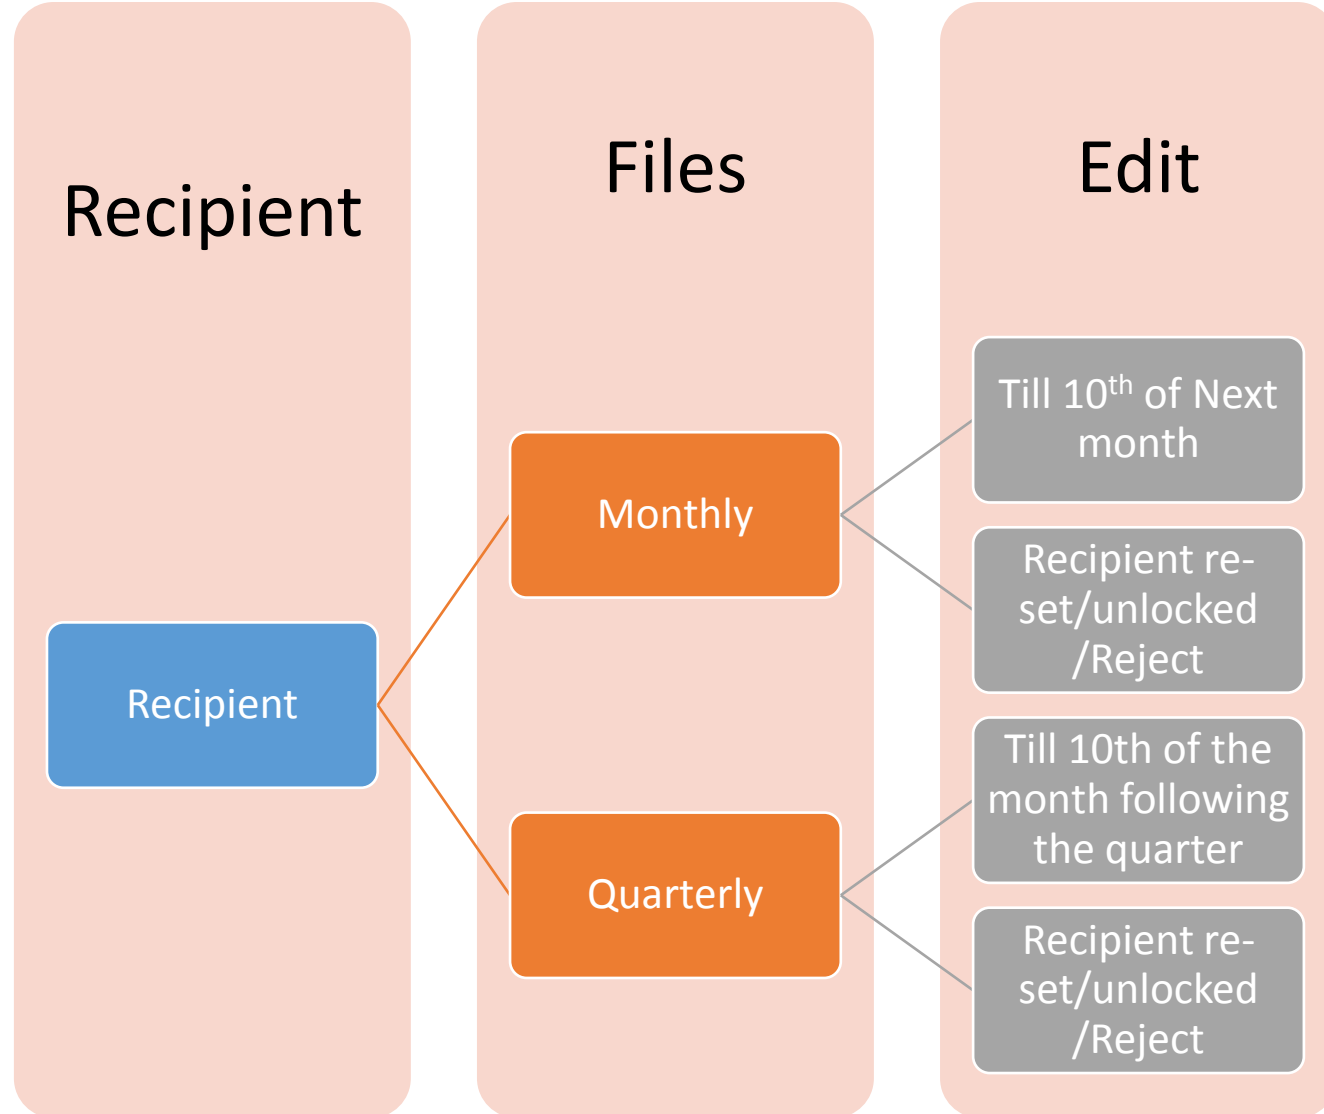 Recipient
Files
Edit
Recipient
Monthly
Quarterly
Till 10th of Next
month
Recipient re-
set/unlocked
/Reject
Till 10th of the
month following
the quarter
Recipient re-
set/unlocked
/Reject